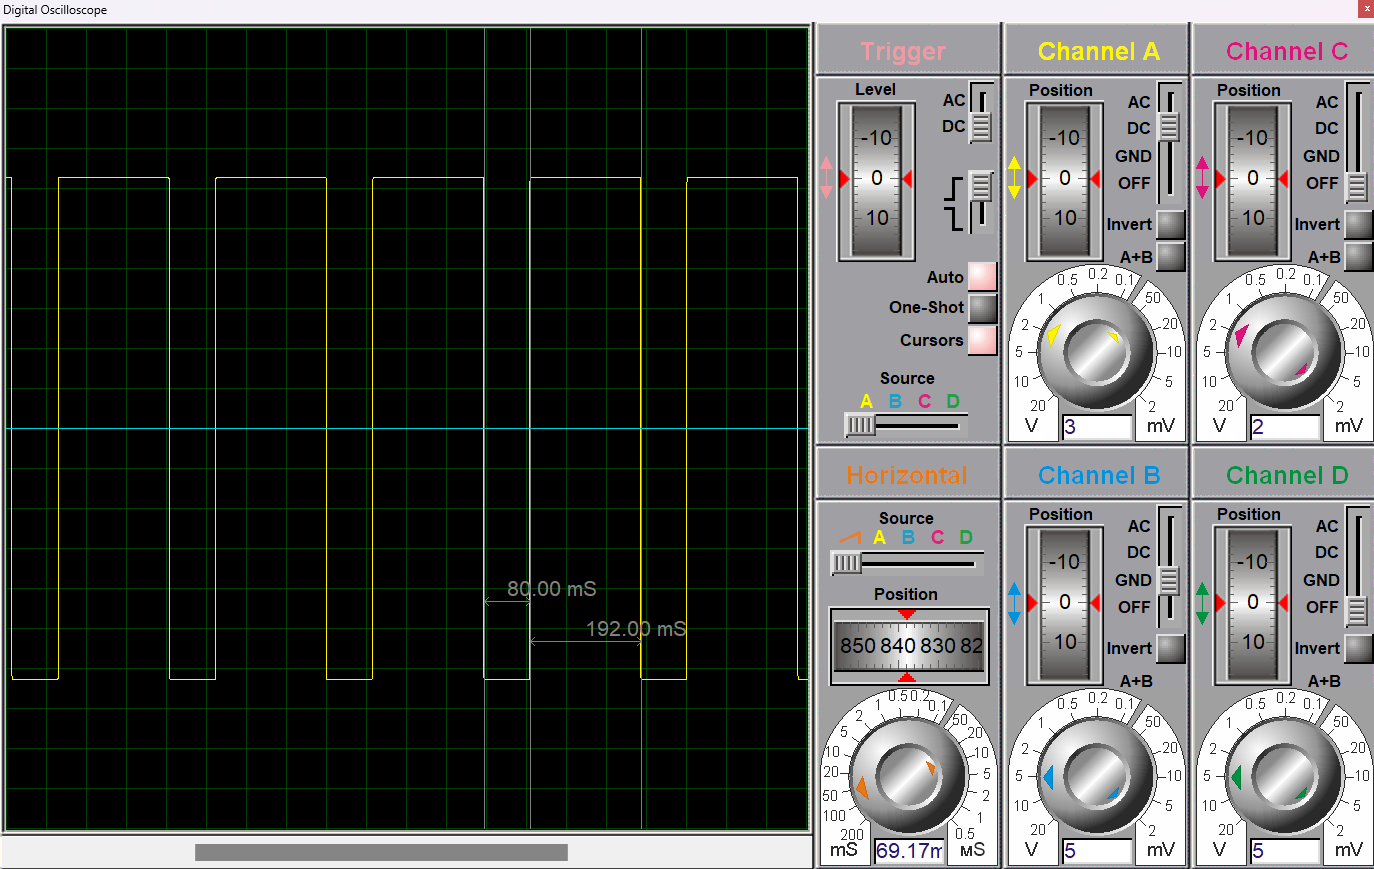 Digital Oscilloscope
x
80.00 mS
192.00 mS
Trigger
Level
-10
0
10
AC
DC
Auto
One-Shot
Cursors
Source
A B C D
Channel A
Position
-10
0
10
AC
DC
GND
OFF
Invert
A+B
20
10
5
2
1
0.5
0.2
0.1
50
20
10
5
2
V
3
mV
Channel C
Position
-10
0
10
AC
DC
GND
OFF
Invert
A+B
20
10
5
2
1
0.5
0.2
0.1
50
20
10
5
2
V
2
mV
Horizontal
Source
A B C D
Position
850 840 830 82
200
100
50
20
10
5
2
1
0.5
0.2
0.1
50
20
10
5
2
1
0.5
mS
69.17m
мS
Channel B
Position
-10
0
10
AC
DC
GND
OFF
Invert
A+B
20
10
5
2
1
0.5
0.2
0.1
50
20
10
5
2
V
5
mV
Channel D
Position
-10
0
10
AC
DC
GND
OFF
Invert
A+B
20
10
5
2
1
0.5
0.2
0.1
50
20
10
5
2
V
5
mV